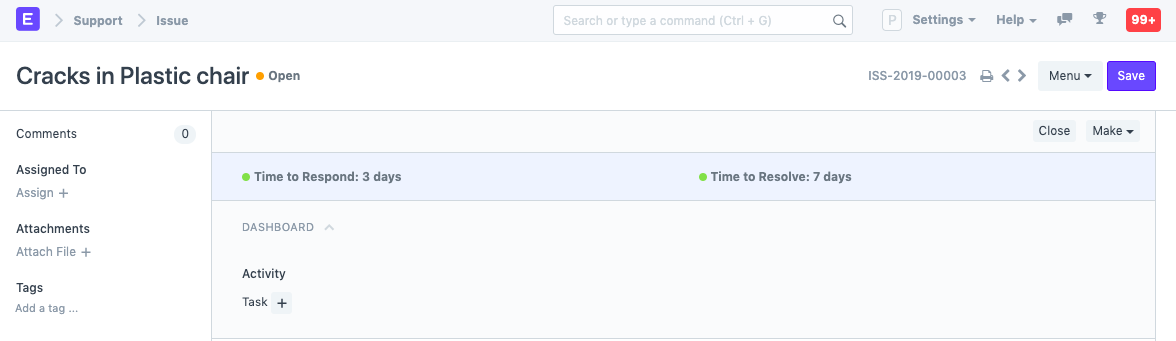 E Support Issue Search or type a command (Ctrl + G) P Settings Help 99+
Cracks in Plastic chair Open ISS-2019-00003 Menu Save
Comments 0
Close Make
Assigned To
Assign +
Time to Respond: 3 days Time to Resolve: 7 days
Attachments
Attach File +
DASHBOARD
Tags
Add a tag ...
Activity
Task +